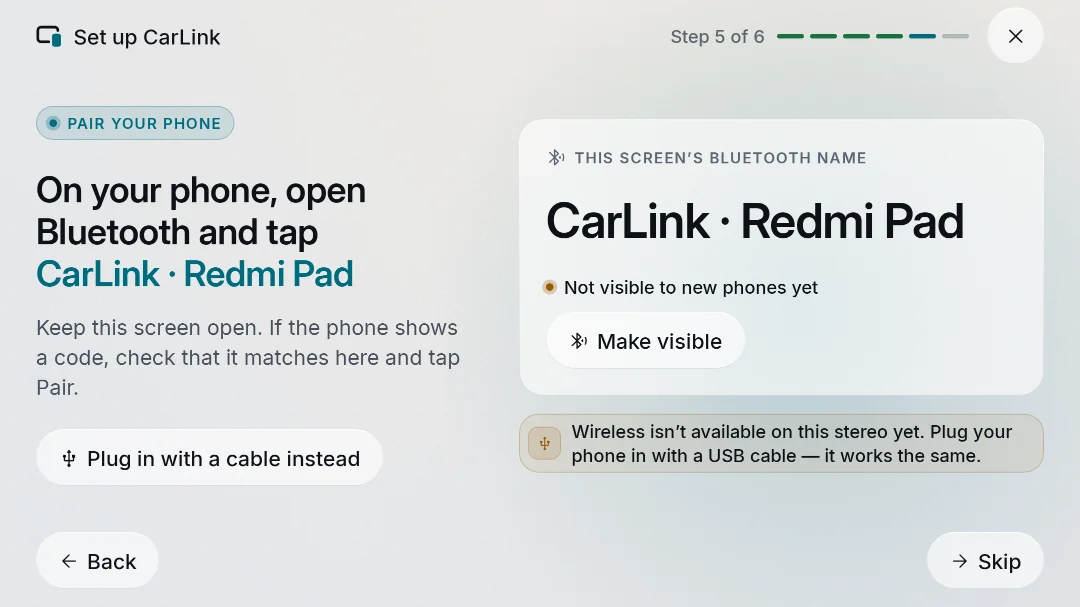 Set up CarLink
Step 5 of 6
PAIR YOUR PHONE
On your phone, open
Bluetooth and tap
CarLink · Redmi Pad
Keep this screen open. If the phone shows
a code, check that it matches here and tap
Pair.
Plug in with a cable instead
THIS SCREEN’S BLUETOOTH NAME
CarLink · Redmi Pad
Not visible to new phones yet
Make visible
Wireless isn’t available on this stereo yet. Plug your
phone in with a USB cable — it works the same.
Back
Skip